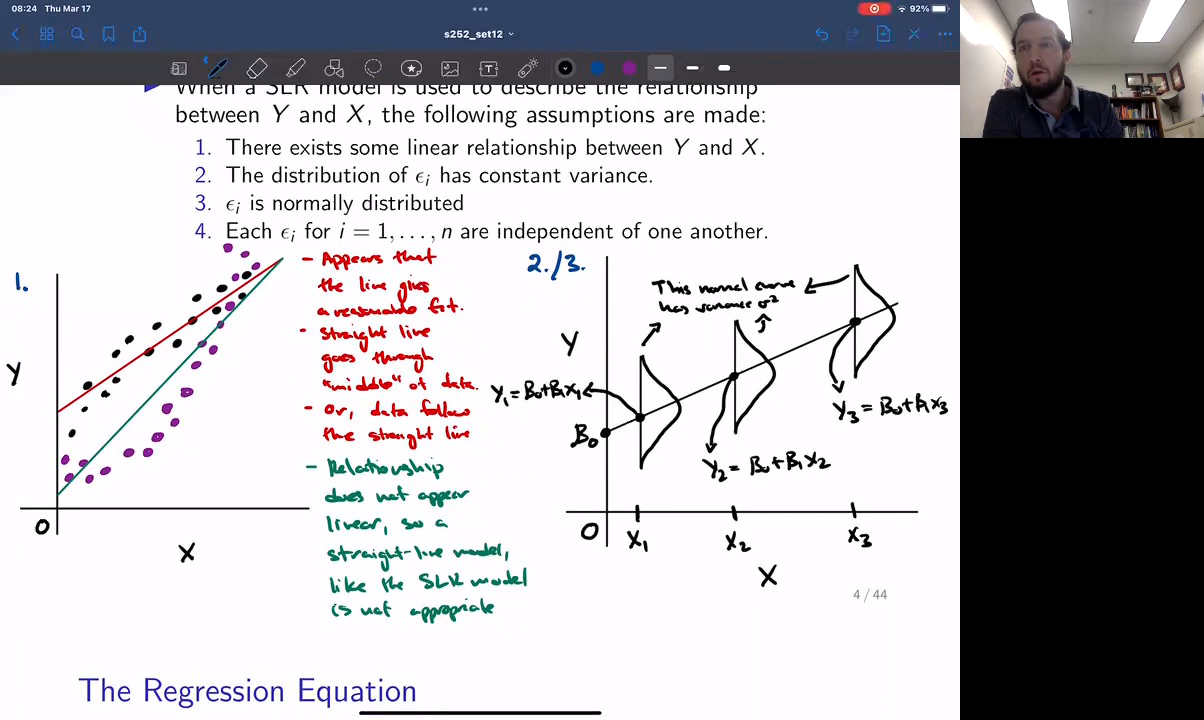 08:24 Thu Mar 17
92%
s252_set12
When a SLR model is used to describe the relationship
between Y and X, the following assumptions are made:
1. There exists some linear relationship between Y and X.
2. The distribution of ϵi has constant variance.
3. ϵi is normally distributed
4. Each ϵi for i = 1, . . . , n are independent of one another.
1.
Y
0
X
- Appears that
the line gives
a reasonable fit.
- Straight line
goes through
"middle" of data.
- Or, data follow
the straight line
- Relationship
does not appear
linear, so a
straight-line model,
like the SLR model
is not appropriate
2./3.
This normal curve
has variance σ²
Y
Y₁ = B₀+B₁X₁
B₀
Y₂ = B₀+B₁X₂
Y₃ = B₀+B₁X₃
0
X₁
X₂
X₃
X
4 / 44
The Regression Equation